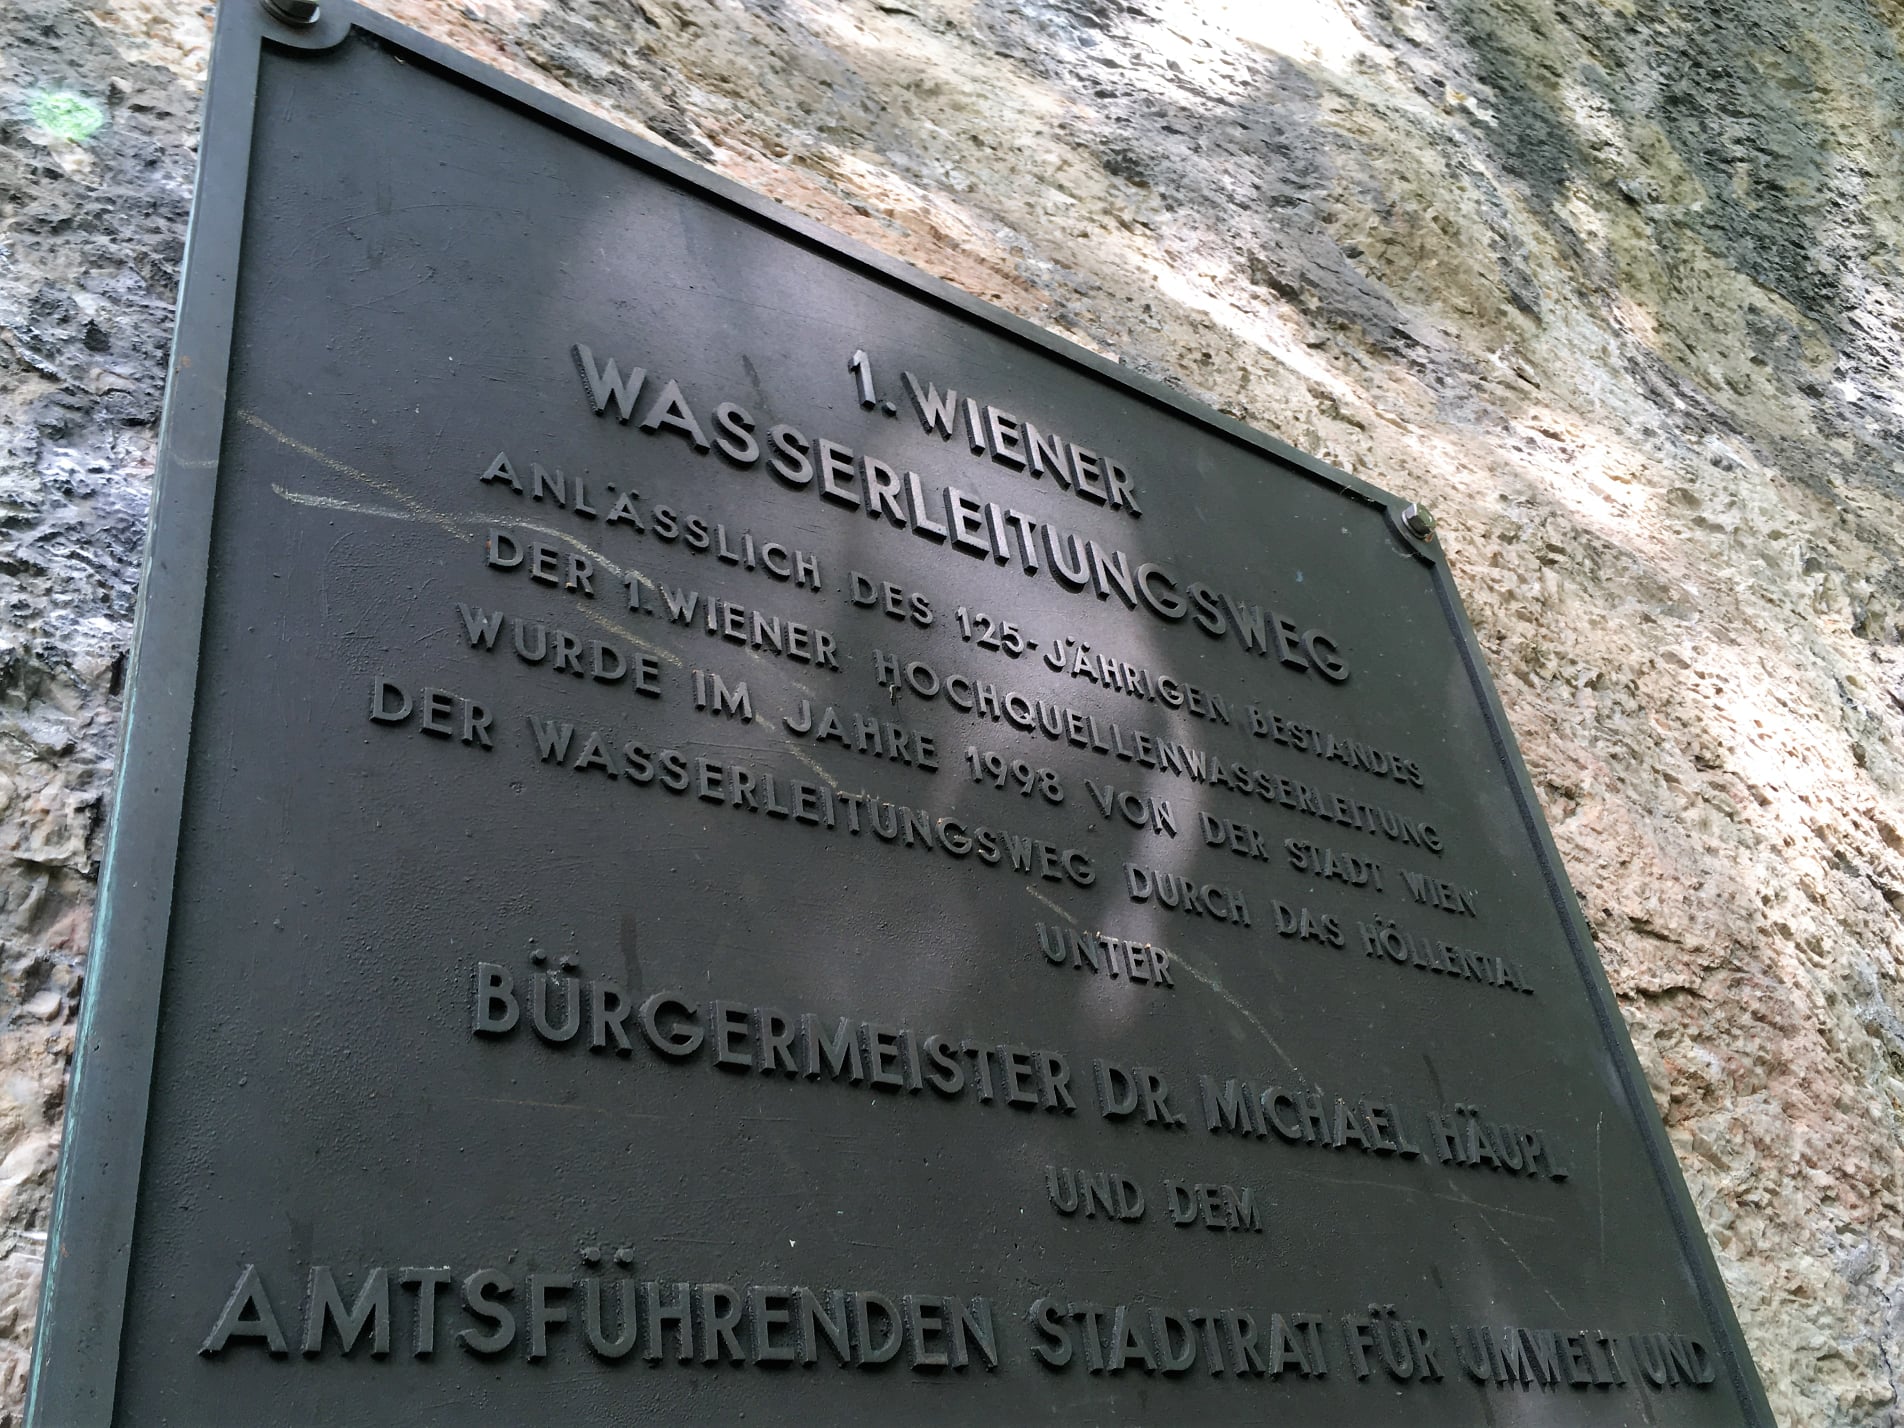 1. WIENER
WASSERLEITUNGSWEG
ANLÄSSLICH DES 125-JÄHRIGEN BESTANDES
DER 1. WIENER HOCHQUELLENWASSERLEITUNG
WURDE IM JAHRE 1998 VON DER STADT WIEN
DER WASSERLEITUNGSWEG DURCH DAS HÖLLENTAL
UNTER
BÜRGERMEISTER DR. MICHAEL HÄUPL
UND DEM
AMTSFÜHRENDEN STADTRAT FÜR UMWELT UND